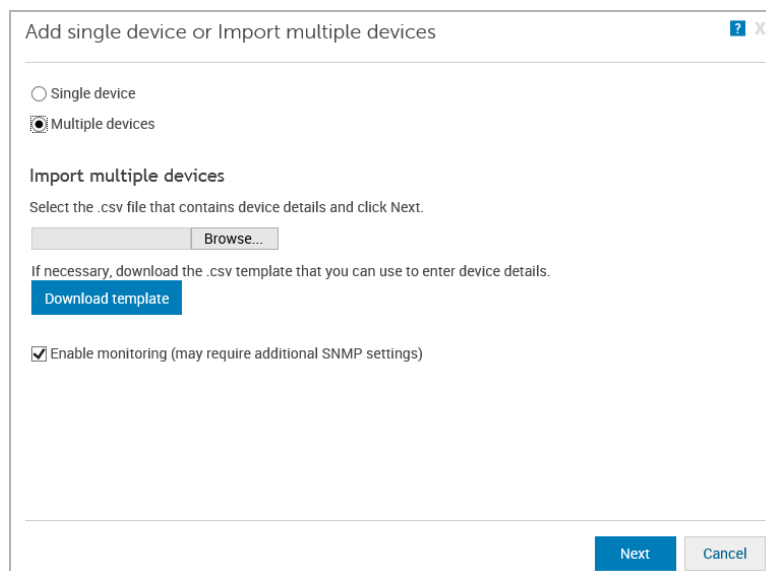 Add single device or Import multiple devices
? X
Single device
Multiple devices
Import multiple devices
Select the .csv file that contains device details and click Next.
Browse...
If necessary, download the .csv template that you can use to enter device details.
Download template
Enable monitoring (may require additional SNMP settings)
Next Cancel